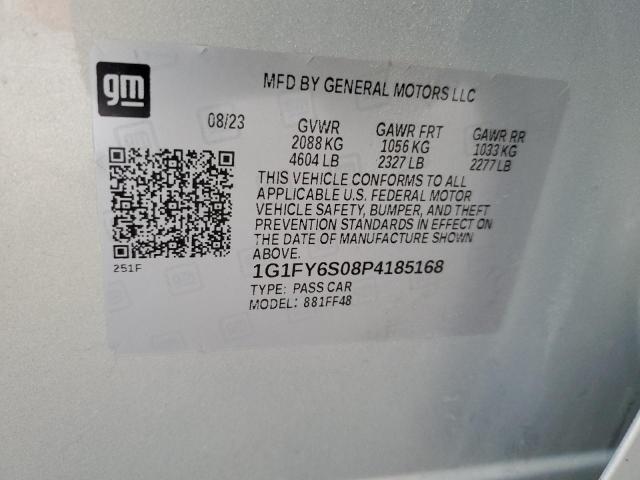 gm
MFD BY GENERAL MOTORS LLC
08/23 GVWR GAWR FRT GAWR RR
2088 KG 1056 KG 1033 KG
4604 LB 2327 LB 2277 LB
THIS VEHICLE CONFORMS TO ALL
APPLICABLE U.S. FEDERAL MOTOR
VEHICLE SAFETY, BUMPER, AND THEFT
PREVENTION STANDARDS IN EFFECT ON
THE DATE OF MANUFACTURE SHOWN
ABOVE.
251F
1G1FY6S08P4185168
TYPE: PASS CAR
MODEL: 881FF48